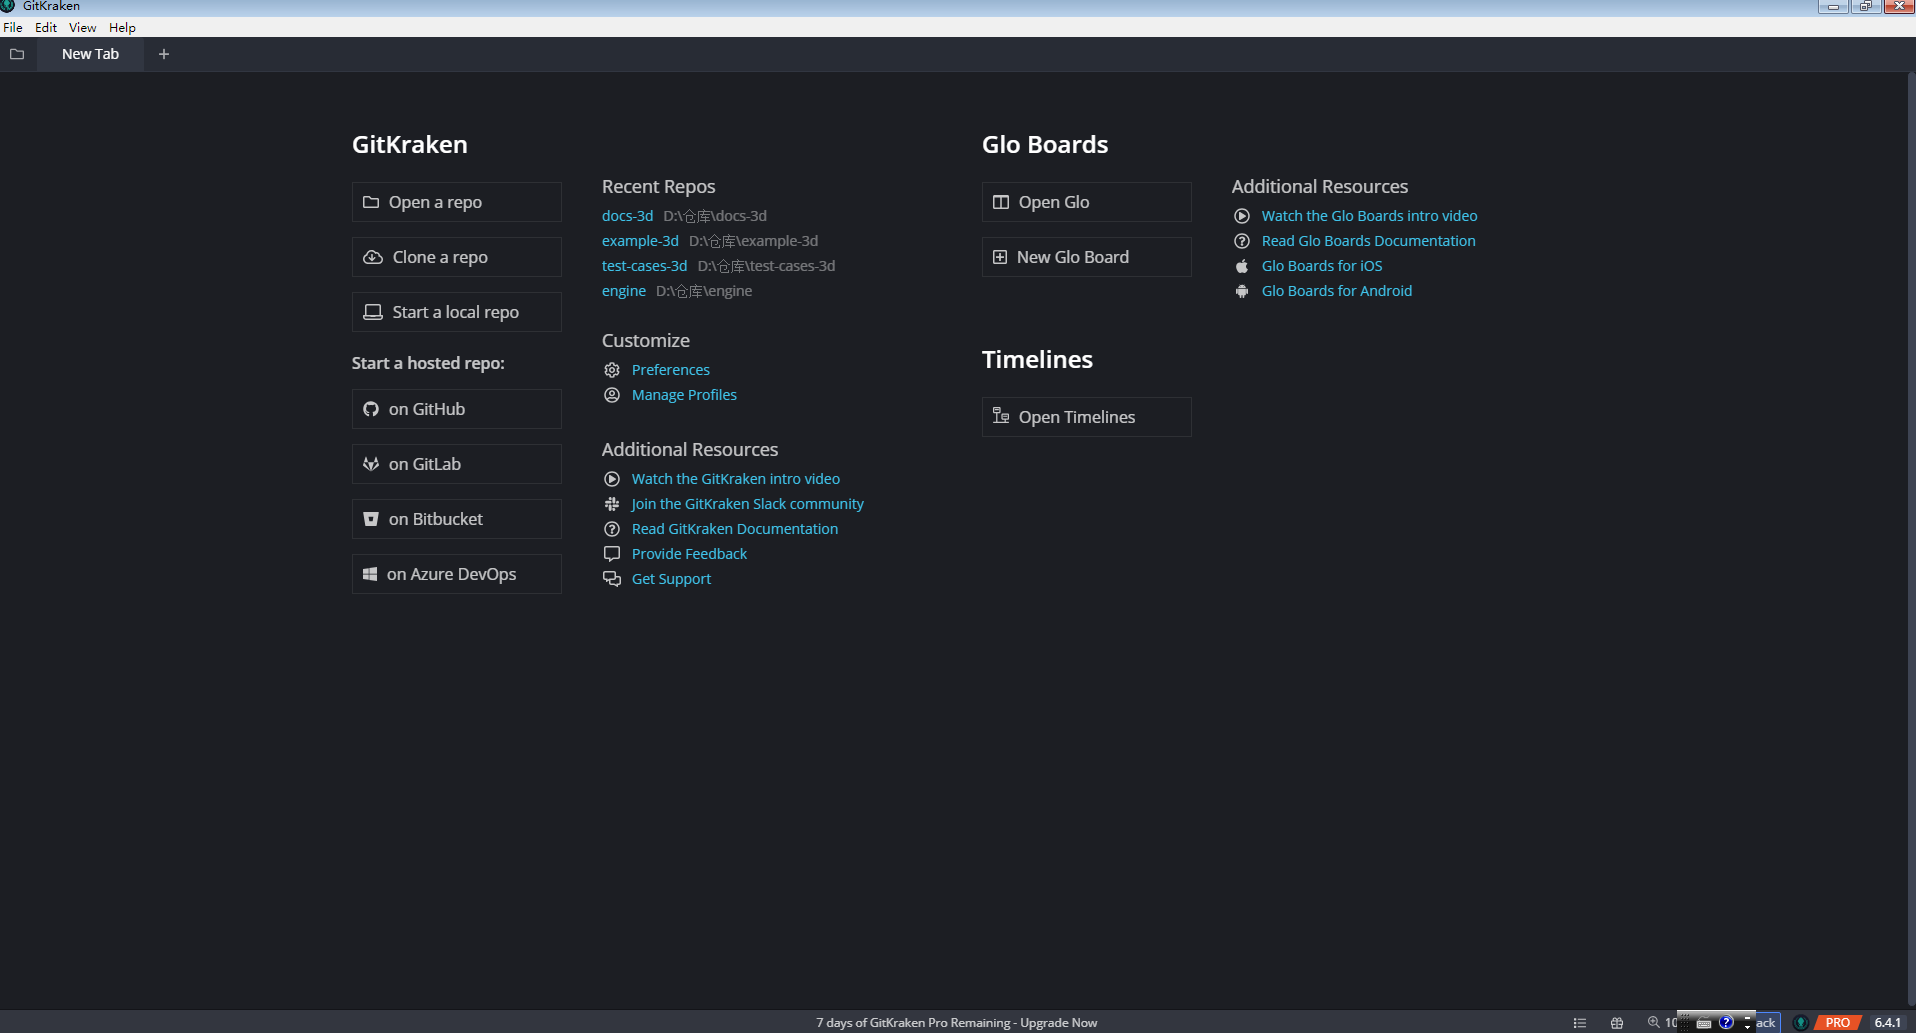 GitKraken
File Edit View Help
New Tab
GitKraken
Open a repo
Clone a repo
Start a local repo
Start a hosted repo:
on GitHub
on GitLab
on Bitbucket
on Azure DevOps
Recent Repos
docs-3d D:\仓库\docs-3d
example-3d D:\仓库\example-3d
test-cases-3d D:\仓库\test-cases-3d
engine D:\仓库\engine
Customize
Preferences
Manage Profiles
Additional Resources
Watch the GitKraken intro video
Join the GitKraken Slack community
Read GitKraken Documentation
Provide Feedback
Get Support
Glo Boards
Open Glo
New Glo Board
Additional Resources
Watch the Glo Boards intro video
Read Glo Boards Documentation
Glo Boards for iOS
Glo Boards for Android
Timelines
Open Timelines
7 days of GitKraken Pro Remaining - Upgrade Now
PRO 6.4.1